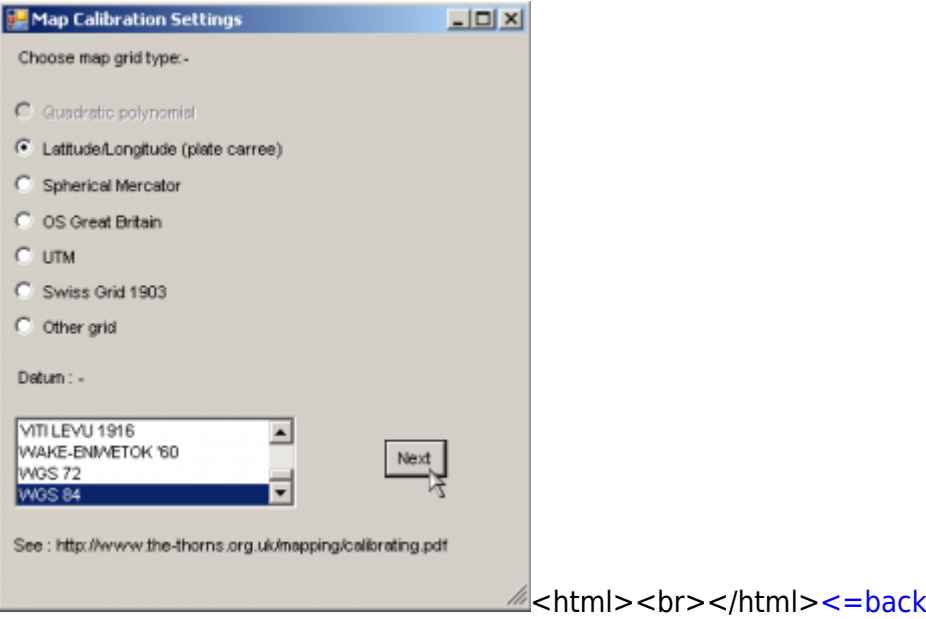 Map Calibration Settings
Choose map grid type:-
Quadratic polynomial
Latitude/Longitude (plate carree)
Spherical Mercator
OS Great Britain
UTM
Swiss Grid 1903
Other grid
Datum : -
VITI LEVU 1916
WAKE-ENIWETOK '60
WGS 72
WGS 84
Next
See : http://www.the-thorns.org.uk/mapping/calibrating.pdf
<html><br></html><=back